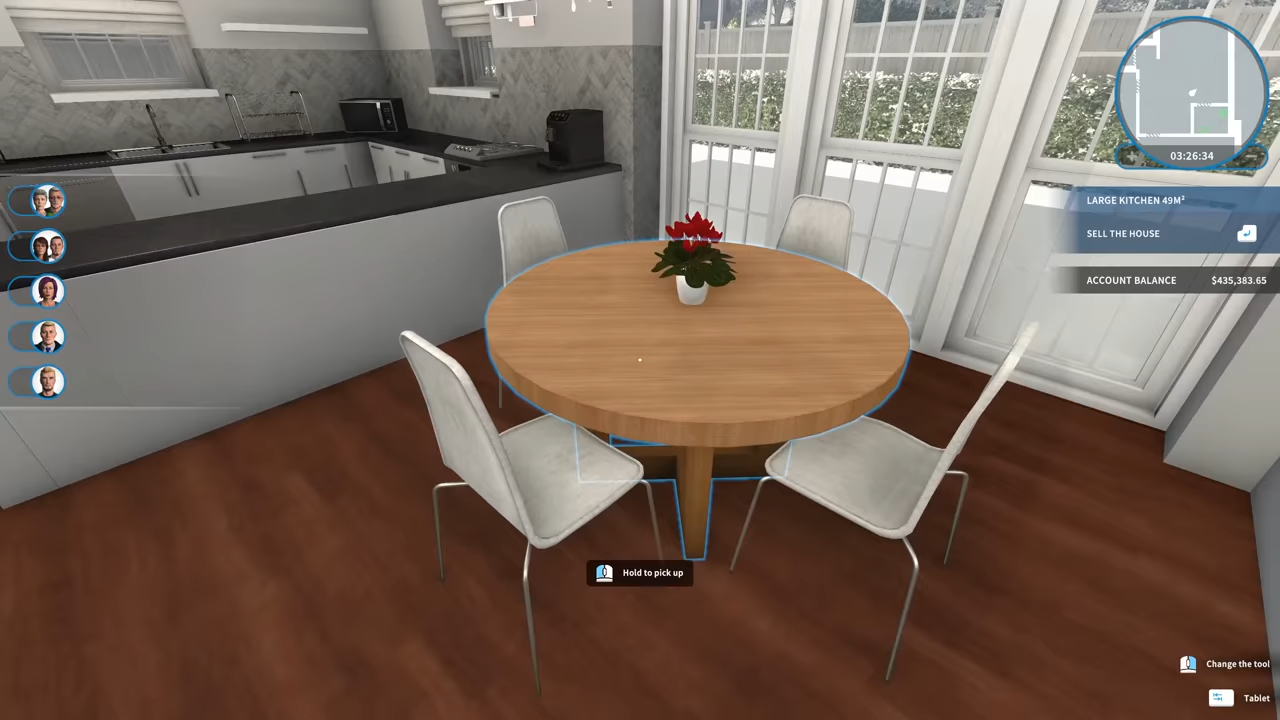 03:26:34
LARGE KITCHEN 49M²
SELL THE HOUSE
ACCOUNT BALANCE $435,383.65
Hold to pick up
Change the tool
Tablet